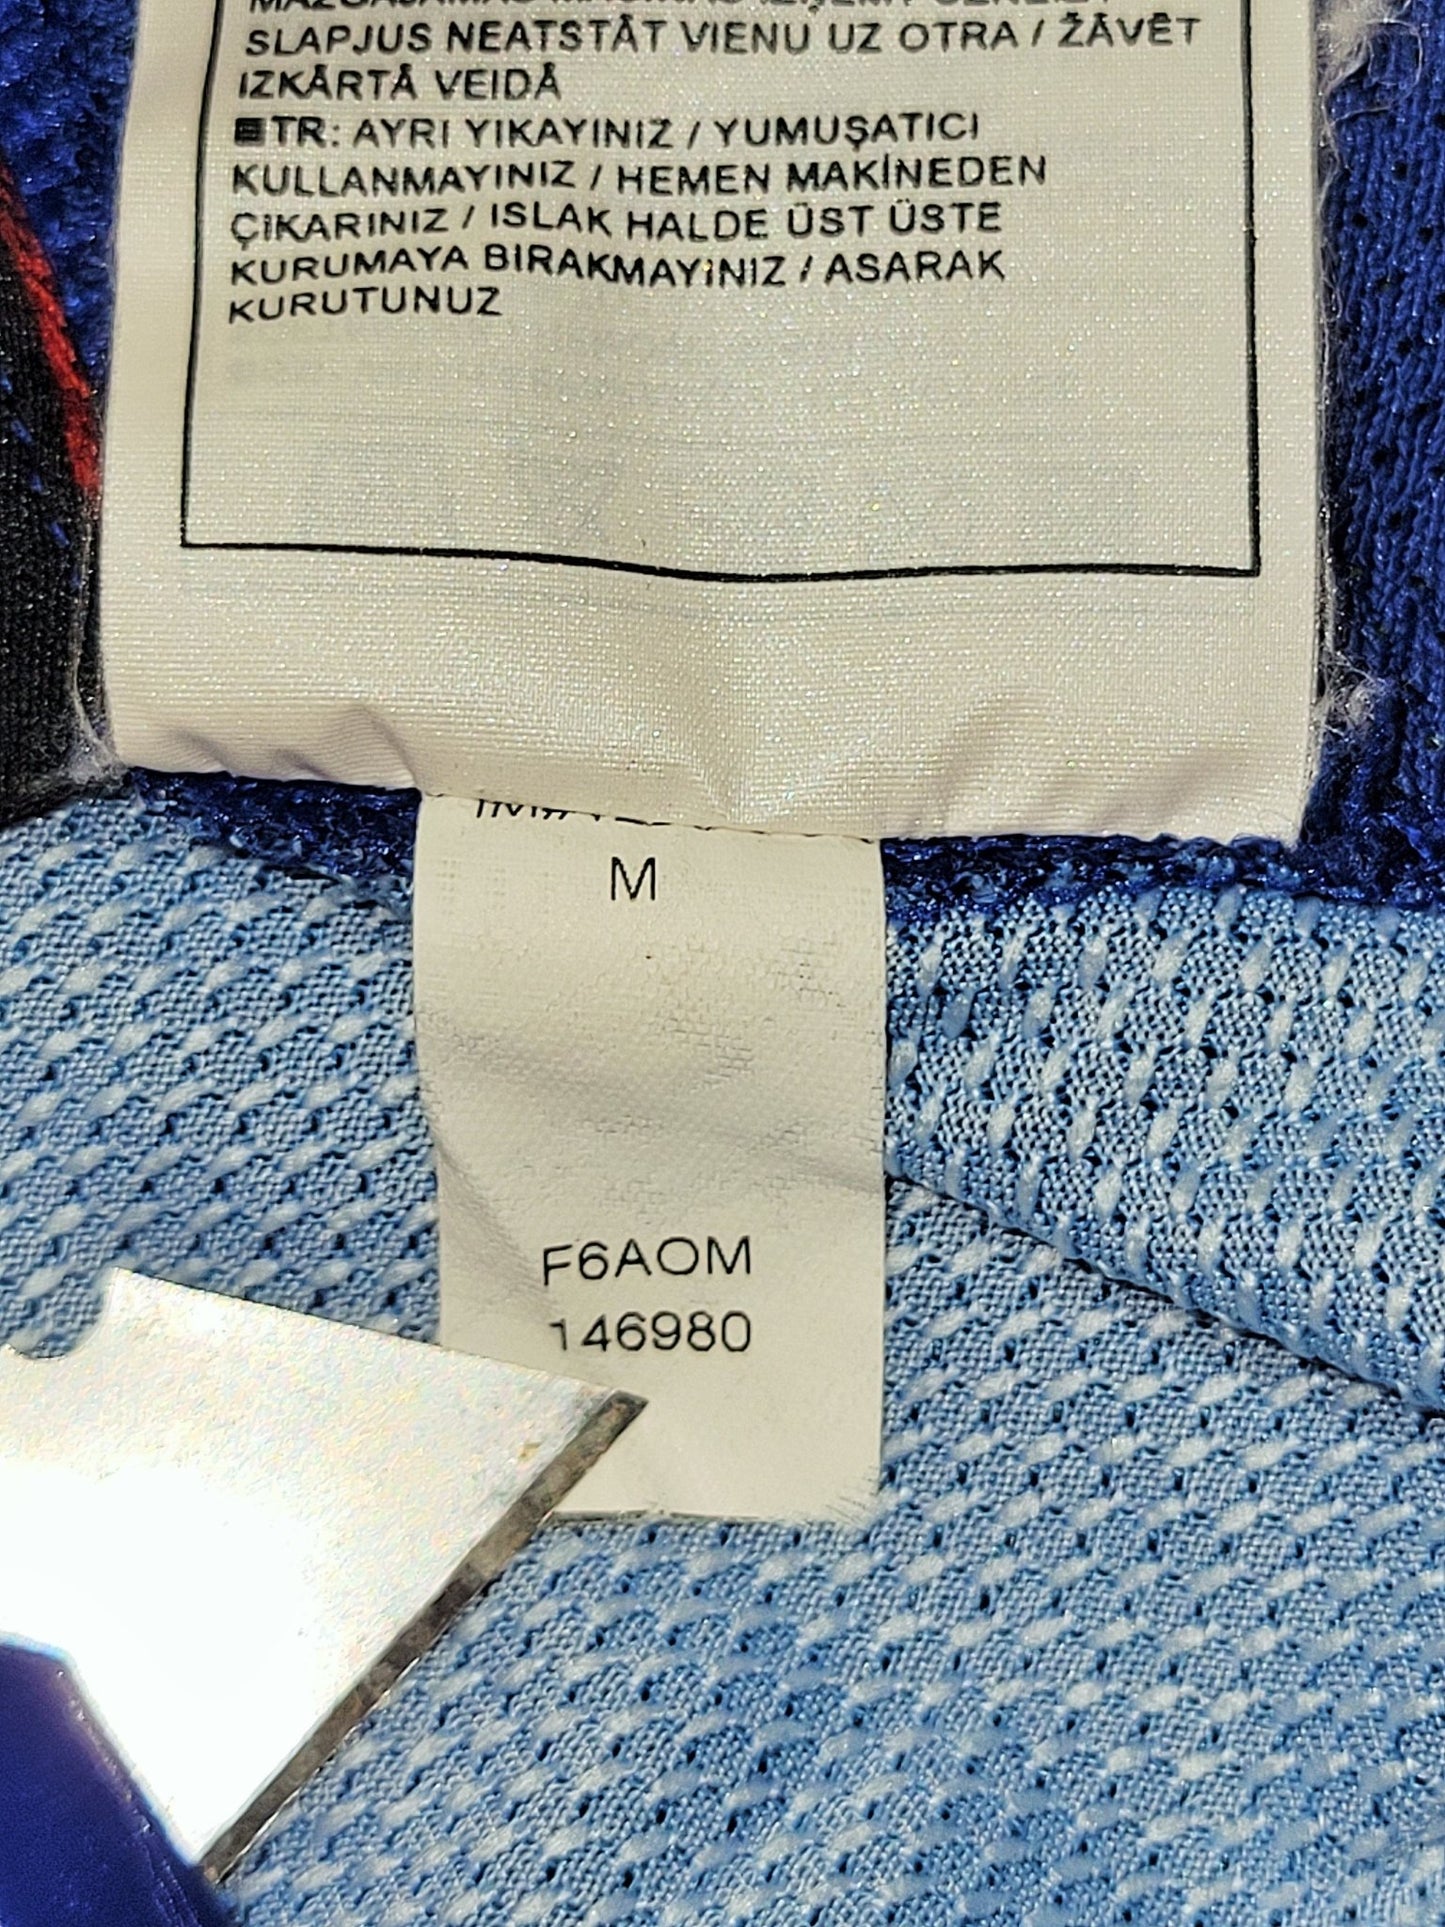 SLAPJUS NEATSTĀT VIENU UZ OTRA / ŽĀVĒT
IZKĀRTĀ VEIDĀ
TR: AYRI YIKAYINIZ / YUMUŞATICI
KULLANMAYINIZ / HEMEN MAKİNEDEN
ÇIKARINIZ / ISLAK HALDE ÜST ÜSTE
KURUMAYA BIRAKMAYINIZ / ASARAK
KURUTUNUZ
M
F6AOM
146980